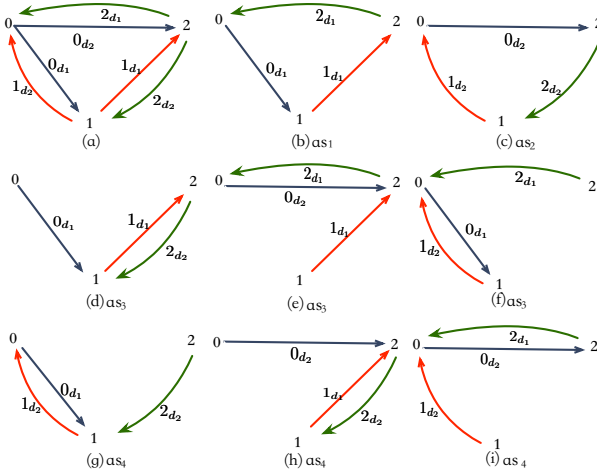 0 2_{d_1} 2
0_{d_2}
0_{d_1} 1_{d_1}
1_{d_2} 2_{d_2}
1
(a)
0 2_{d_1} 2
0_{d_1} 1_{d_1}
1
(b) as_1
0 2
0_{d_2}
1_{d_2} 2_{d_2}
1
(c) as_2
0 2
0_{d_1} 1_{d_1}
2_{d_2}
1
(d) as_3
0 2_{d_1} 2
0_{d_2}
1_{d_1}
1
(e) as_3
0 2_{d_1} 2
0_{d_1}
1_{d_2}
1
(f) as_3
0 2
0_{d_1}
1_{d_2} 2_{d_2}
1
(g) as_4
0 2
0_{d_2}
1_{d_1}
2_{d_2}
1
(h) as_4
0 2_{d_1} 2
0_{d_2}
1_{d_2}
1
(i) as_4